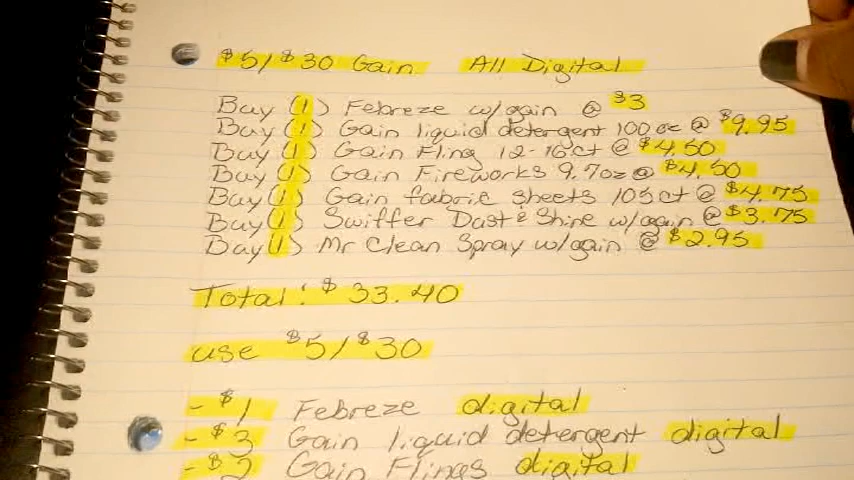 $5/$30 Gain All Digital
Buy (1) Febreze w/gain @ $3
Buy (1) Gain liquid detergent 100 oz @ $9.95
Buy (1) Gain Fling 12-16ct @ $4.50
Buy (1) Gain Fireworks 9.7oz @ $4.50
Buy (1) Gain fabric sheets 105ct @ $4.75
Buy (1) Swiffer Dust & Shine w/gain @ $3.75
Buy (1) Mr Clean Spray w/gain @ $2.95
Total: $33.40
use $5/$30
- $1 Febreze digital
- $3 Gain liquid detergent digital
- $2 Gain Flings digital